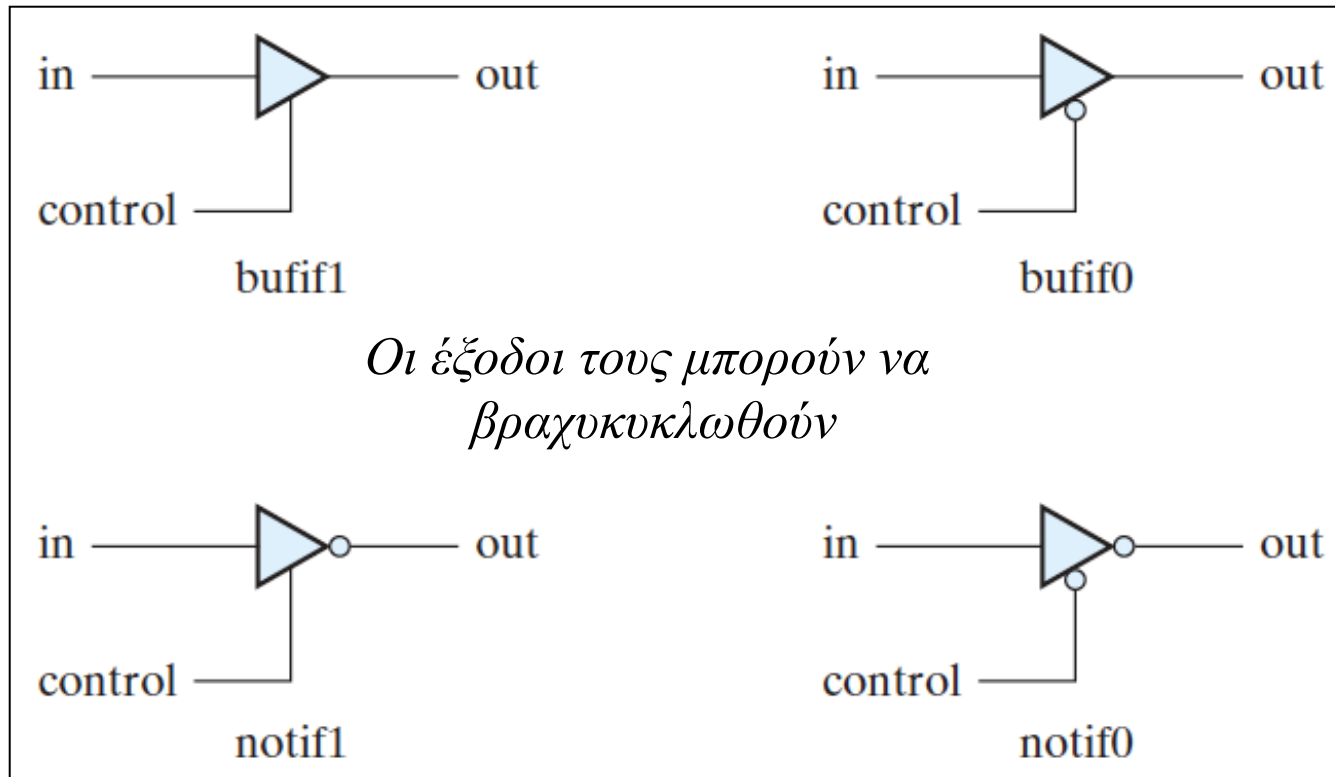 in out in out
control control
bufif1 bufif0
Οι έξοδοι τους μπορούν να
βραχυκυκλωθούν
in out in out
control control
notif1 notif0